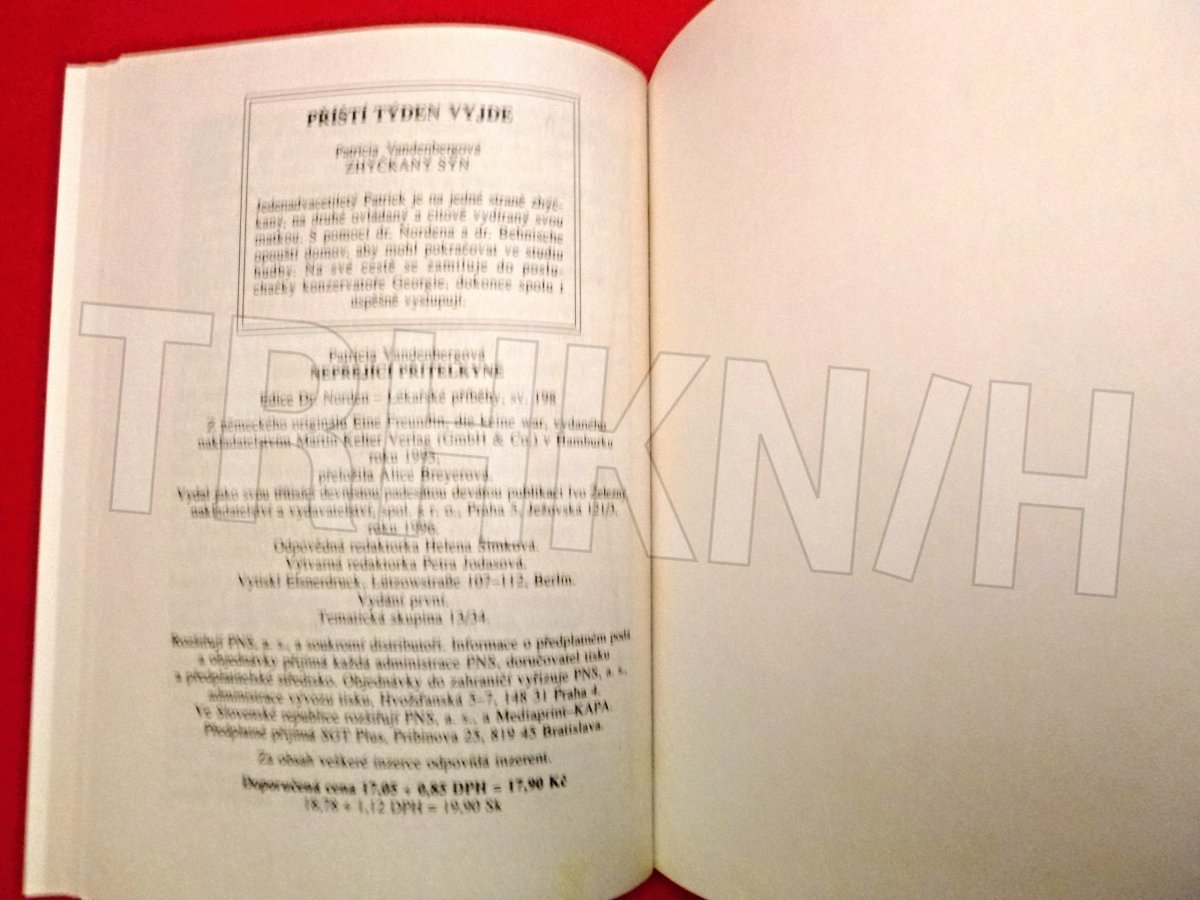 PŘÍŠTÍ TÝDEN VYJDE
Patricia Vandenbergová
ZHÝČKANÝ SYN
Jedenadvacetiletý Patrick je na jedné straně zhýč-
kaný, na druhé ovládaný a citově vydíraný svou
matkou. S pomocí dr. Nordena a dr. Behnische
opouští domov, aby mohl pokračovat ve studiu
hudby. Na své cestě se zamiluje do poslu-
chačky konzervatoře Georgie, dokonce spolu i
úspěšně vystupují.
Patricia Vandenbergová
NEPŘEJÍCÍ PŘÍTELKYNĚ
Edice Dr. Norden – Lékařské příběhy, sv. 198
Z německého originálu Eine Freundin, die keine war, vydaného
nakladatelstvím Martin Kelter Verlag (GmbH & Co.) v Hamburku
roku 1995,
přeložila Alice Breyerová.
Vydal jako svou třítisící devítistou padesátou devátou publikaci Ivo Železný,
nakladatelství a vydavatelství, spol. s r. o., Praha 3, Ježovská 121/3,
roku 1996.
Odpovědná redaktorka Helena Šimková.
Výtvarná redaktorka Petra Jodasová.
Vytiskl Elsnerdruck, Lützowstraße 107–112, Berlin.
Vydání první.
Tematická skupina 13/34.
Rozšiřují PNS, a. s., a soukromí distributoři. Informace o předplatném podá
a objednávky přijímá každá administrace PNS, doručovatel tisku
a předplatitelské středisko. Objednávky do zahraničí vyřizuje PNS, a. s.,
administrace vývozu tisku, Hvožďanská 5–7, 148 31 Praha 4.
Ve Slovenské republice rozšiřují PNS, a. s., a Mediaprint–KAPA.
Předplatné přijímá SGT Plus, Pribinova 25, 819 45 Bratislava.
Za obsah veškeré inzerce odpovídá inzerent.
Doporučená cena 17,05 + 0,85 DPH = 17,90 Kč
18,78 + 1,12 DPH = 19,90 Sk
TRHKN/H